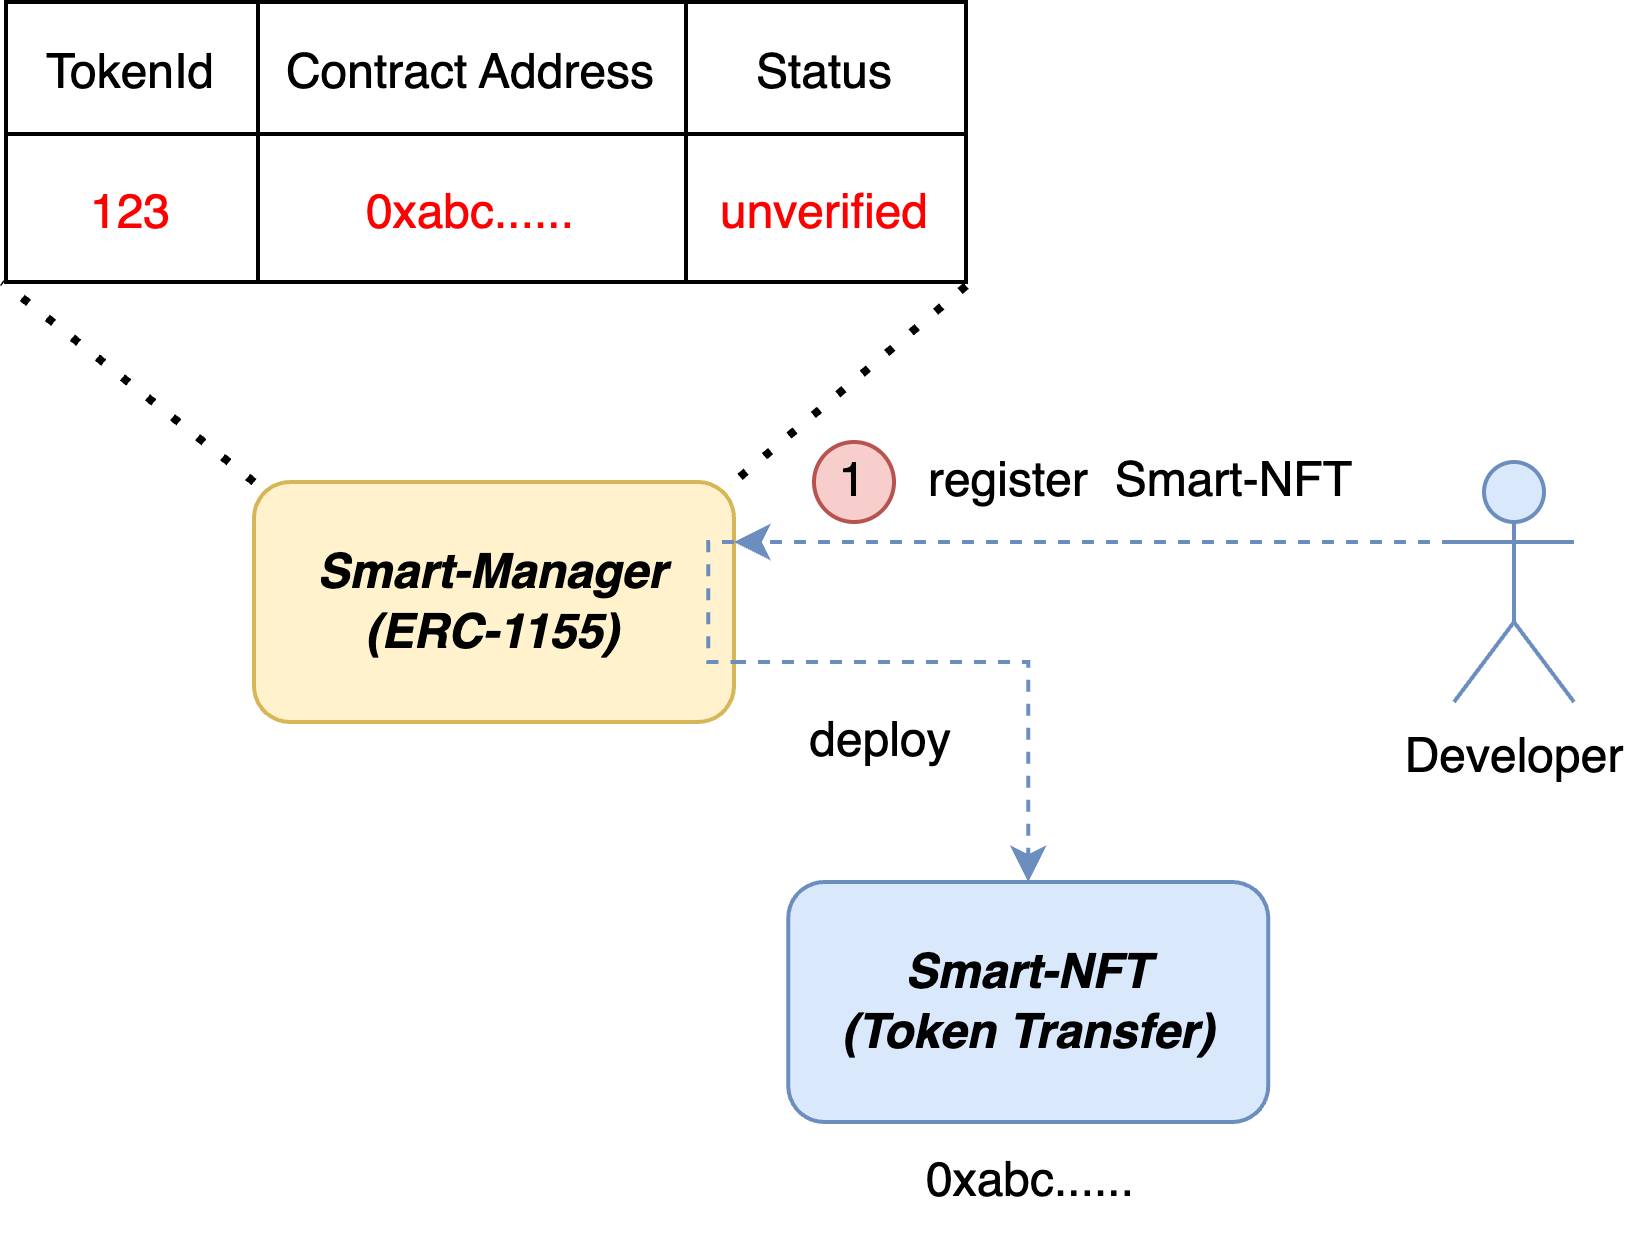 TokenId Contract Address Status
123 0xabc...... unverified
1 register Smart-NFT
Smart-Manager
(ERC-1155)
deploy
Developer
Smart-NFT
(Token Transfer)
0xabc......